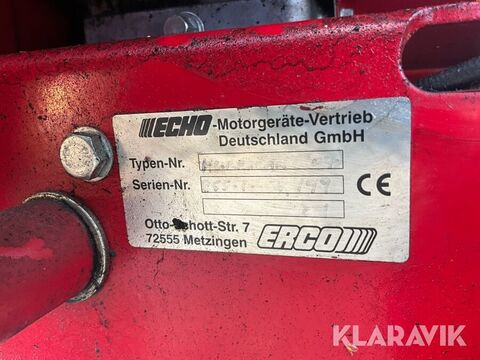 ECHO -Motorgeräte-Vertrieb
Deutschland GmbH
Typen-Nr.
Serien-Nr.
CE
Otto-Schott-Str. 7
72555 Metzingen
ERCO
KLARAVIK